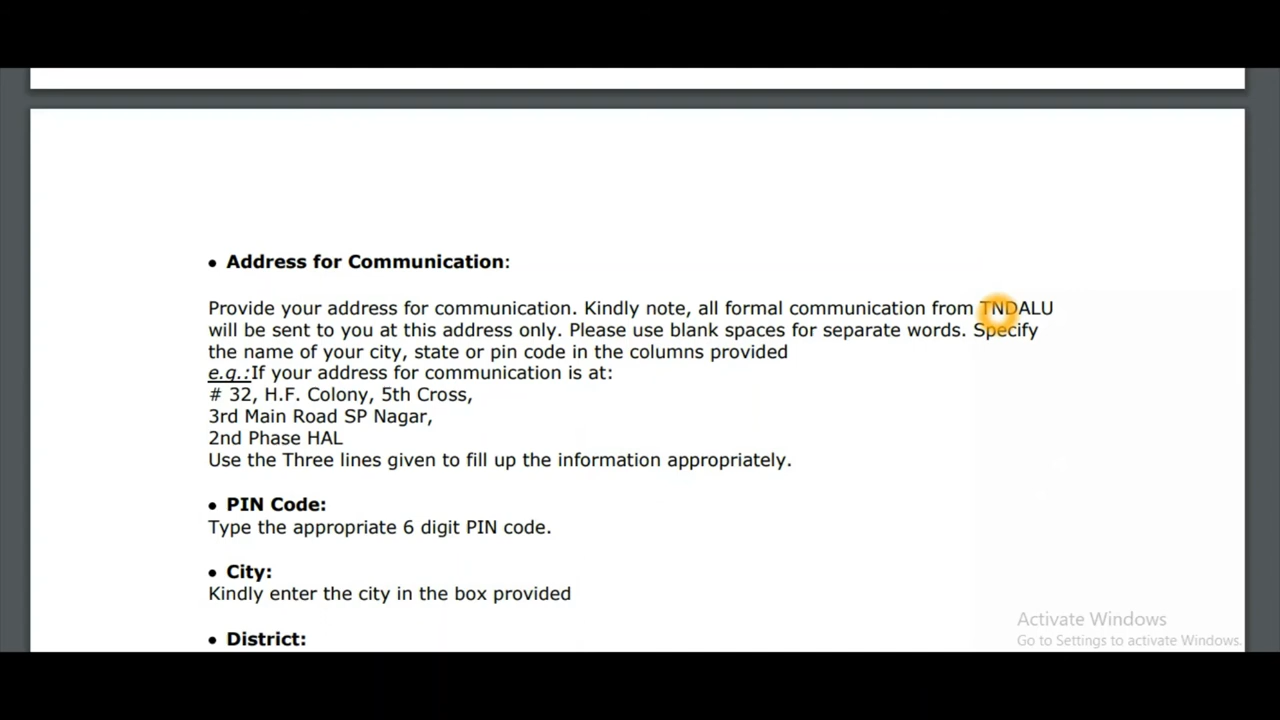 • Address for Communication:
Provide your address for communication. Kindly note, all formal communication from TNDALU
will be sent to you at this address only. Please use blank spaces for separate words. Specify
the name of your city, state or pin code in the columns provided
e.g.:If your address for communication is at:
# 32, H.F. Colony, 5th Cross,
3rd Main Road SP Nagar,
2nd Phase HAL
Use the Three lines given to fill up the information appropriately.
• PIN Code:
Type the appropriate 6 digit PIN code.
• City:
Kindly enter the city in the box provided
• District:
Activate Windows
Go to Settings to activate Windows.